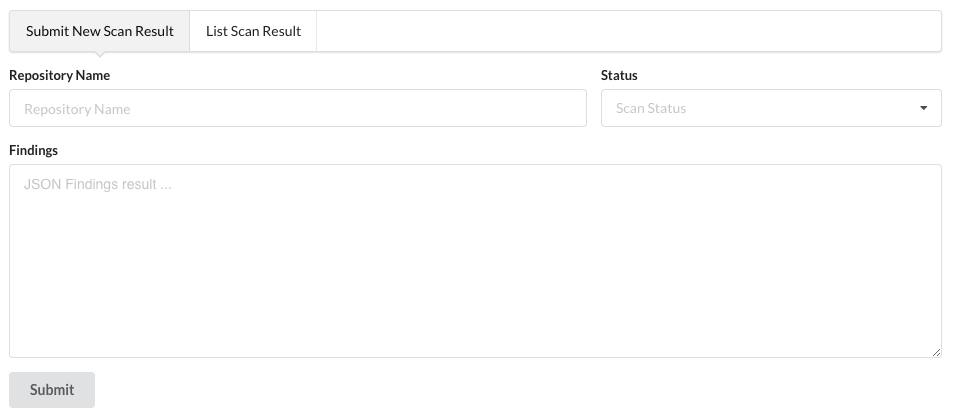 Submit New Scan Result List Scan Result
Repository Name Status
Repository Name Scan Status
Findings
JSON Findings result ...
Submit